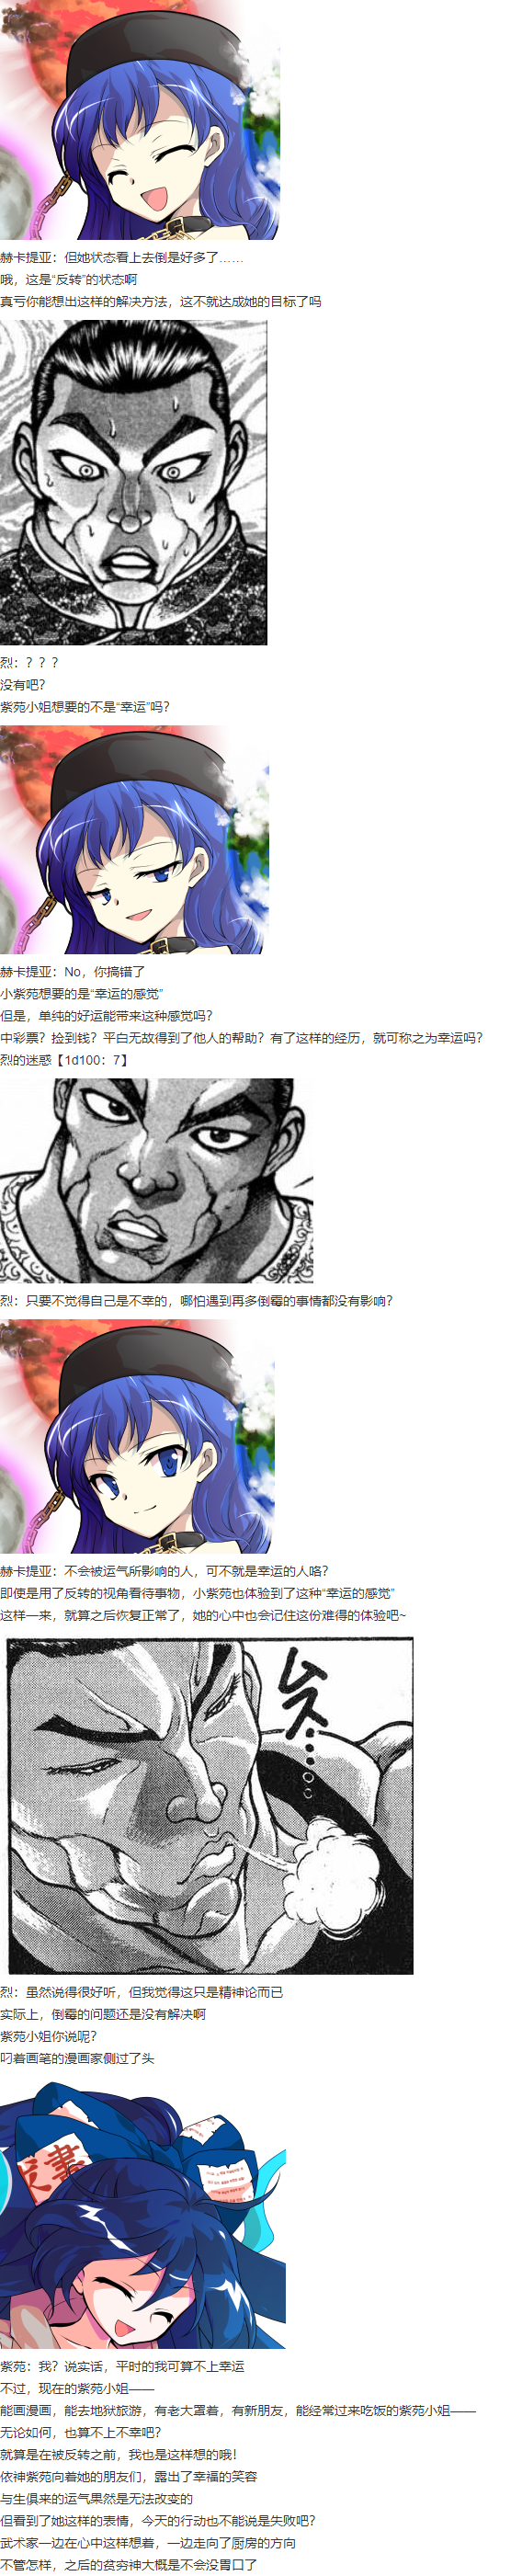 赫卡提亚：但她状态看上去倒是好多了……
哦，这是“反转”的状态啊
真亏你能想出这样的解决方法，这不就达成她的目标了吗
烈：？？？
没有吧？
紫苑小姐想要的不是“幸运”吗？
赫卡提亚：No，你搞错了
小紫苑想要的是“幸运的感觉”
但是，单纯的好运能带来这种感觉吗？
中彩票？捡到钱？平白无故得到了他人的帮助？有了这样的经历，就可称之为幸运吗？
烈的迷惑【1d100：7】
烈：只要不觉得自己是不幸的，哪怕遇到再多倒霉的事情都没有影响？
赫卡提亚：不会被运气所影响的人，可不就是幸运的人咯？
即使是用了反转的视角看待事物，小紫苑也体验到了这种“幸运的感觉”
这样一来，就算之后恢复正常了，她的心中也会记住这份难得的体验吧~
ムス…。。
烈：虽然说得很好听，但我觉得这只是精神论而已
实际上，倒霉的问题还是没有解决啊
紫苑小姐你说呢？
叼着画笔的漫画家侧过了头
紫苑：我？说实话，平时的我可算不上幸运
不过，现在的紫苑小姐——
能画漫画，能去地狱旅游，有老大罩着，有新朋友，能经常过来吃饭的紫苑小姐——
无论如何，也算不上不幸吧？
就算是在被反转之前，我也是这样想的哦！
依神紫苑向着她的朋友们，露出了幸福的笑容
与生俱来的运气果然是无法改变的
但看到了她这样的表情，今天的行动也不能说是失败吧？
武术家一边在心中这样想着，一边走向了厨房的方向
不管怎样，之后的贫穷神大概是不会胃口了